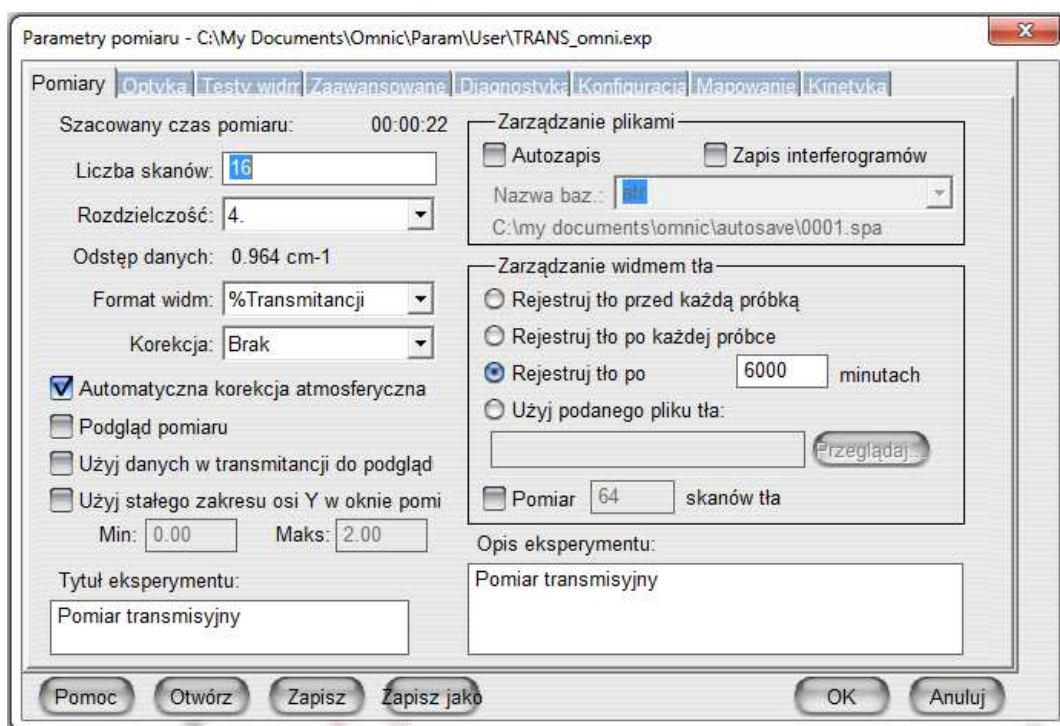 Parametry pomiaru - C:\My Documents\Omnic\Param\User\TRANS_omni.exp
Pomiary Optyka Testy widm Zaawansowane Diagnostyka Konfiguracja Mapowanie Kinetyka
Szacowany czas pomiaru: 00:00:22
Liczba skanów: 16
Rozdzielczość: 4.
Odstęp danych: 0.964 cm-1
Format widm: %Transmitancji
Korekcja: Brak
Automatyczna korekcja atmosferyczna
Podgląd pomiaru
Użyj danych w transmitancji do podgląd
Użyj stałego zakresu osi Y w oknie pomi
Min: 0.00 Maks: 2.00
Tytuł eksperymentu:
Pomiar transmisyjny
Zarządzanie plikami
Autozapis Zapis interferogramów
Nazwa baz.: atr
C:\my documents\omnic\autosave\0001.spa
Zarządzanie widmem tła
Rejestruj tło przed każdą próbką
Rejestruj tło po każdej próbce
Rejestruj tło po 6000 minutach
Użyj podanego pliku tła:
Przeglądaj...
Pomiar 64 skanów tła
Opis eksperymentu:
Pomiar transmisyjny
Pomoc Otwórz Zapisz Zapisz jako OK Anuluj